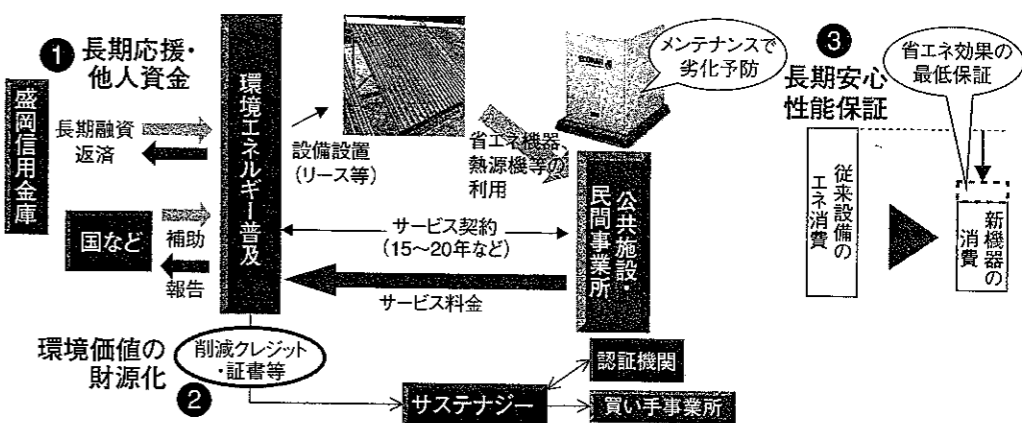 ❶ 長期応援・
他人資金
盛岡信用金庫
長期融資
返済
国など
補助
報告
環境エネルギー普及
設備設置
(リース等)
メンテナンスで
劣化予防
省エネ機器・
熱源機等の
利用
サービス契約
(15〜20年など)
サービス料金
公共施設・
民間事業所
環境価値の
財源化
❷
削減クレジット
・証書等
サステナジー
認証機関
買い手事業所
❸
長期安心
性能保証
省エネ効果の
最低保証
従来設備の
エネ消費
新機器の
消費